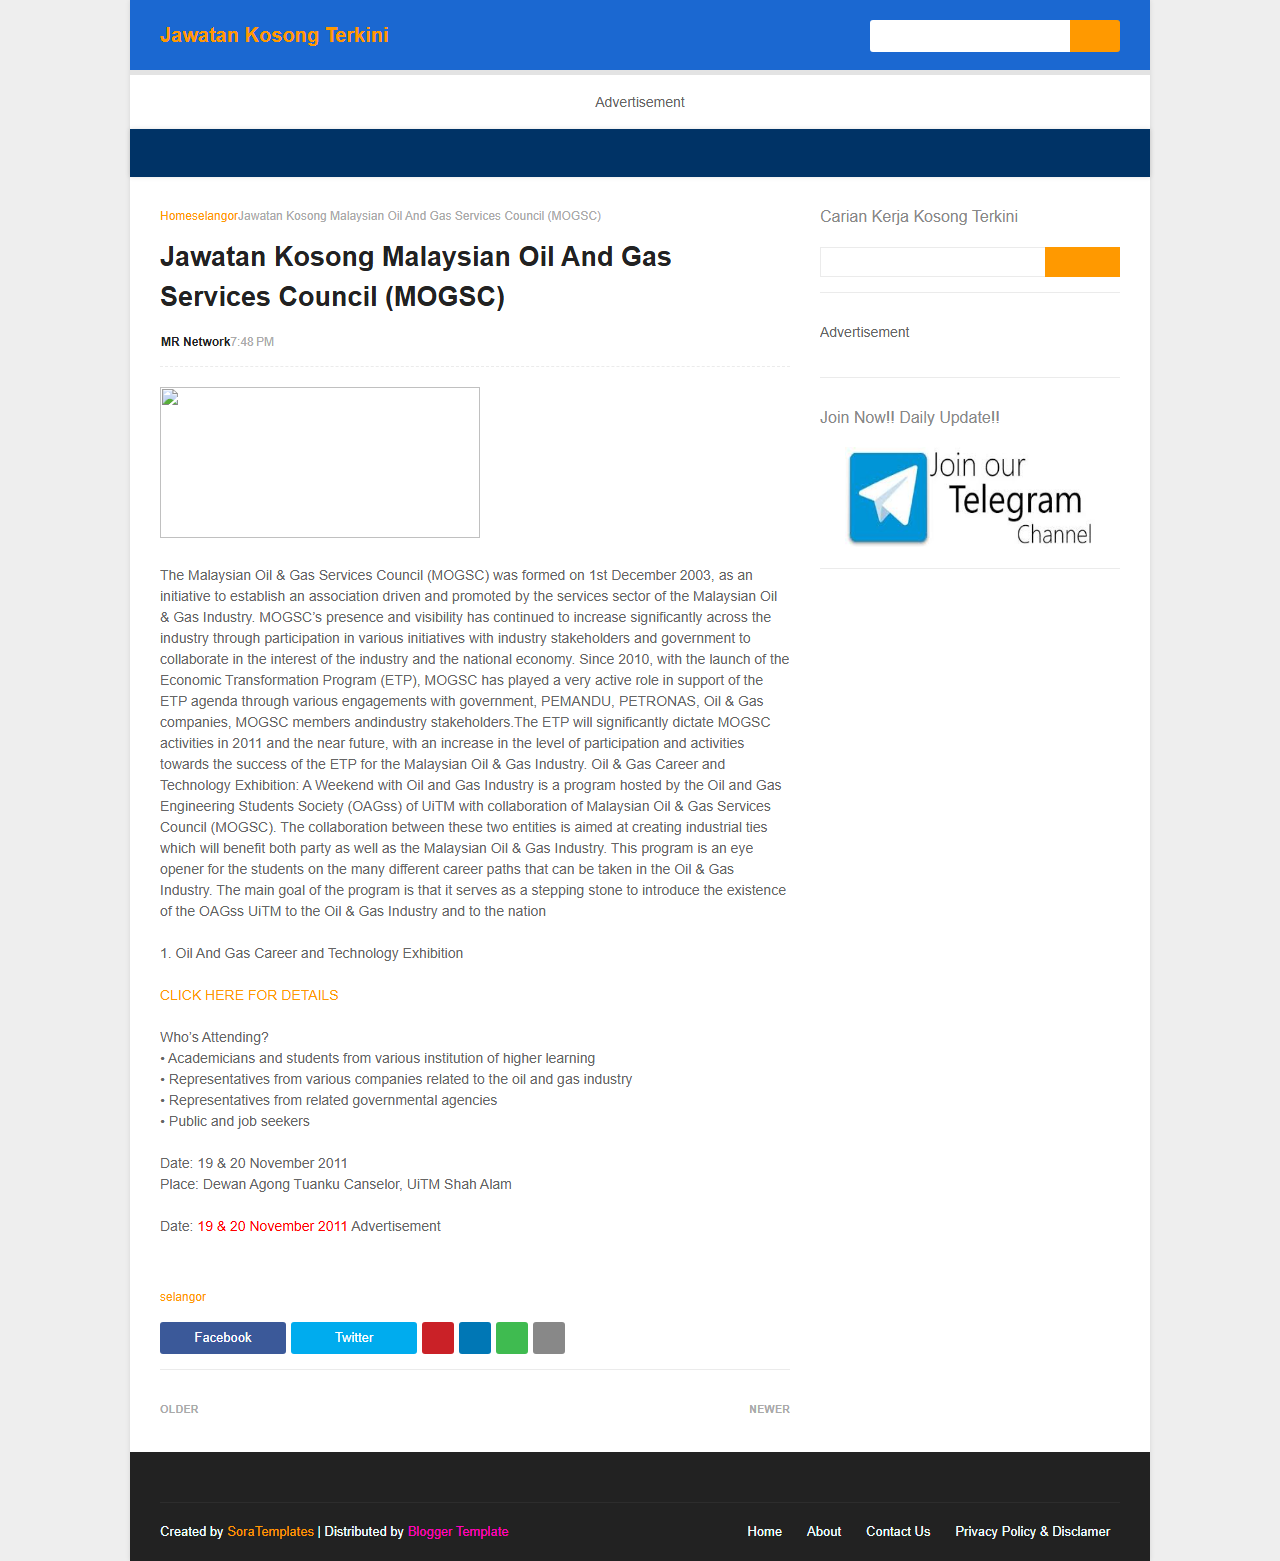 Jawatan Kosong Terkini
Advertisement
HomeselangorJawatan Kosong Malaysian Oil And Gas Services Council (MOGSC)
Jawatan Kosong Malaysian Oil And Gas
Services Council (MOGSC)
MR Network7:48 PM
The Malaysian Oil & Gas Services Council (MOGSC) was formed on 1st December 2003, as an
initiative to establish an association driven and promoted by the services sector of the Malaysian Oil
& Gas Industry. MOGSC’s presence and visibility has continued to increase significantly across the
industry through participation in various initiatives with industry stakeholders and government to
collaborate in the interest of the industry and the national economy. Since 2010, with the launch of the
Economic Transformation Program (ETP), MOGSC has played a very active role in support of the
ETP agenda through various engagements with government, PEMANDU, PETRONAS, Oil & Gas
companies, MOGSC members andindustry stakeholders.The ETP will significantly dictate MOGSC
activities in 2011 and the near future, with an increase in the level of participation and activities
towards the success of the ETP for the Malaysian Oil & Gas Industry. Oil & Gas Career and
Technology Exhibition: A Weekend with Oil and Gas Industry is a program hosted by the Oil and Gas
Engineering Students Society (OAGss) of UiTM with collaboration of Malaysian Oil & Gas Services
Council (MOGSC). The collaboration between these two entities is aimed at creating industrial ties
which will benefit both party as well as the Malaysian Oil & Gas Industry. This program is an eye
opener for the students on the many different career paths that can be taken in the Oil & Gas
Industry. The main goal of the program is that it serves as a stepping stone to introduce the existence
of the OAGss UiTM to the Oil & Gas Industry and to the nation
1. Oil And Gas Career and Technology Exhibition
CLICK HERE FOR DETAILS
Who’s Attending?
• Academicians and students from various institution of higher learning
• Representatives from various companies related to the oil and gas industry
• Representatives from related governmental agencies
• Public and job seekers
Date: 19 & 20 November 2011
Place: Dewan Agong Tuanku Canselor, UiTM Shah Alam
Date: 19 & 20 November 2011 Advertisement
selangor
Facebook
Twitter
OLDER
NEWER
Carian Kerja Kosong Terkini
Advertisement
Join Now!! Daily Update!!
Join our
Telegram
Channel
Created by SoraTemplates | Distributed by Blogger Template
Home
About
Contact Us
Privacy Policy & Disclamer